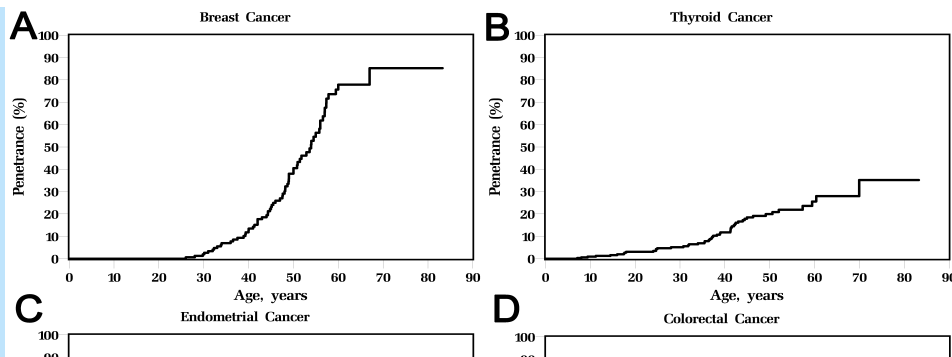 A
Breast Cancer
100
90
80
70
60
50
40
30
20
10
0
Penetrance (%)
0 10 20 30 40 50 60 70 80 90
Age, years
B
Thyroid Cancer
100
90
80
70
60
50
40
30
20
10
0
Penetrance (%)
0 10 20 30 40 50 60 70 80 90
Age, years
C
Endometrial Cancer
100
90
D
Colorectal Cancer
100
90